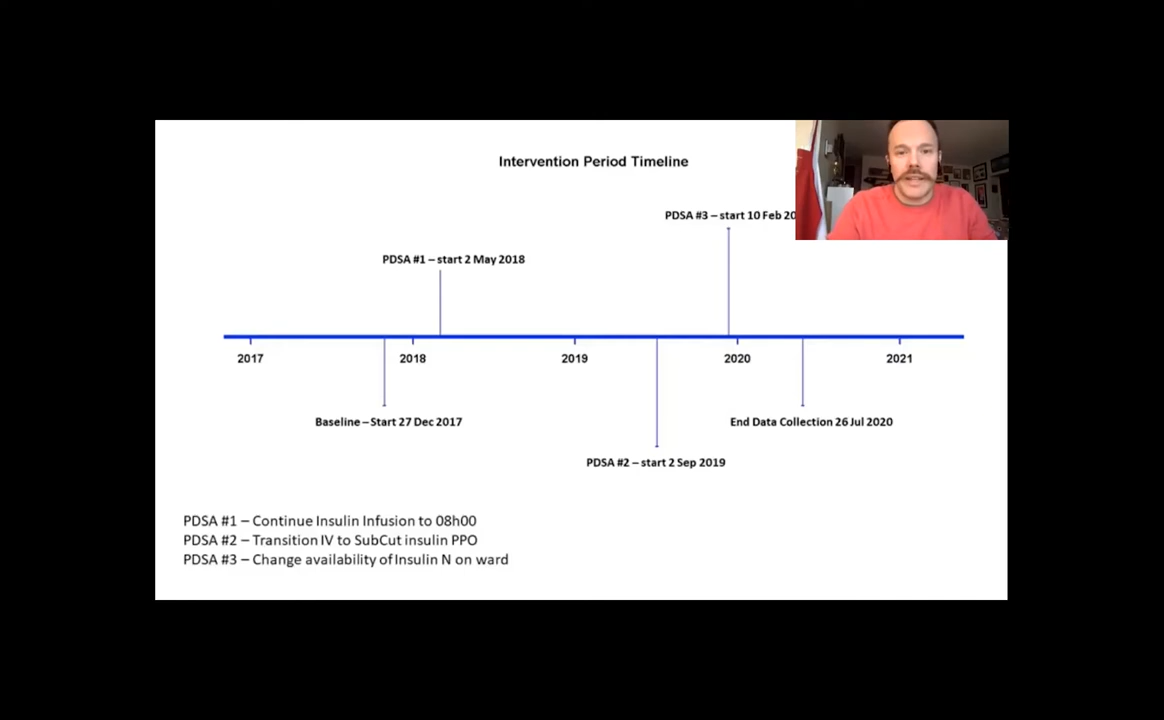 Intervention Period Timeline
PDSA #3 – start 10 Feb 20
PDSA #1 – start 2 May 2018
2017 2018 2019 2020 2021
Baseline – Start 27 Dec 2017
End Data Collection 26 Jul 2020
PDSA #2 – start 2 Sep 2019
PDSA #1 – Continue Insulin Infusion to 08h00
PDSA #2 – Transition IV to SubCut insulin PPO
PDSA #3 – Change availability of Insulin N on ward